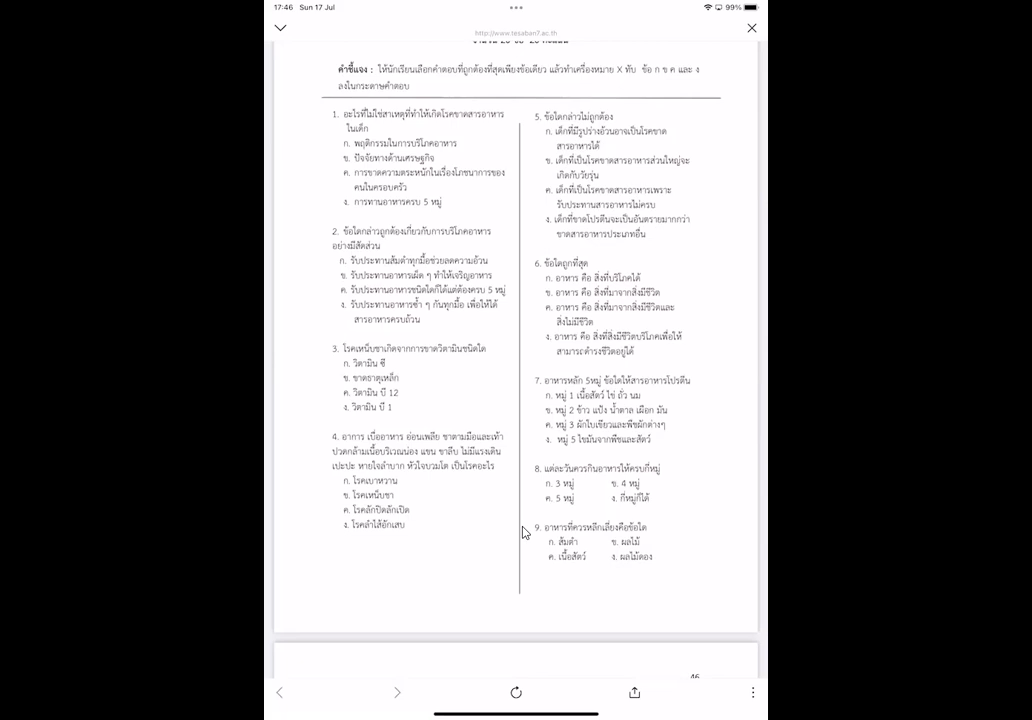 17:46 Sun 17 Jul
99%
http://www.tesaban7.ac.th
คำชี้แจง : ให้นักเรียนเลือกคำตอบที่ถูกต้องที่สุดเพียงข้อเดียว แล้วทำเครื่องหมาย X ทับ ข้อ ก ข ค และ ง
ลงในกระดาษคำตอบ
1. อะไรที่ไม่ใช่สาเหตุที่ทำให้เกิดโรคขาดสารอาหาร
ในเด็ก
ก. พฤติกรรมในการบริโภคอาหาร
ข. ปัจจัยทางด้านเศรษฐกิจ
ค. การขาดความตระหนักในเรื่องโภชนาการของ
คนในครอบครัว
ง. การทานอาหารครบ 5 หมู่
2. ข้อใดกล่าวถูกต้องเกี่ยวกับการบริโภคอาหาร
อย่างมีสัดส่วน
ก. รับประทานส้มตำทุกมื้อช่วยลดความอ้วน
ข. รับประทานอาหารเผ็ด ๆ ทำให้เจริญอาหาร
ค. รับประทานอาหารชนิดใดก็ได้แต่ต้องครบ 5 หมู่
ง. รับประทานอาหารซ้ำ ๆ กันทุกมื้อ เพื่อให้ได้
สารอาหารครบถ้วน
3. โรคเหน็บชาเกิดจากการขาดวิตามินชนิดใด
ก. วิตามิน ซี
ข. ขาดธาตุเหล็ก
ค. วิตามิน บี 12
ง. วิตามิน บี 1
4. อาการ เบื่ออาหาร อ่อนเพลีย ชาตามมือและเท้า
ปวดกล้ามเนื้อบริเวณน่อง แขน ขาลีบ ไม่มีแรงเดิน
เปะปะ หายใจลำบาก หัวใจบวมโต เป็นโรคอะไร
ก. โรคเบาหวาน
ข. โรคเหน็บชา
ค. โรคลักปิดลักเปิด
ง. โรคลำไส้อักเสบ
5. ข้อใดกล่าวไม่ถูกต้อง
ก. เด็กที่มีรูปร่างอ้วนอาจเป็นโรคขาด
สารอาหารได้
ข. เด็กที่เป็นโรคขาดสารอาหารส่วนใหญ่จะ
เกิดกับวัยรุ่น
ค. เด็กที่เป็นโรคขาดสารอาหารเพราะ
รับประทานสารอาหารไม่ครบ
ง. เด็กที่ขาดโปรตีนจะเป็นอันตรายมากกว่า
ขาดสารอาหารประเภทอื่น
6. ข้อใดถูกที่สุด
ก. อาหาร คือ สิ่งที่บริโภคได้
ข. อาหาร คือ สิ่งที่มาจากสิ่งมีชีวิต
ค. อาหาร คือ สิ่งที่มาจากสิ่งมีชีวิตและ
สิ่งไม่มีชีวิต
ง. อาหาร คือ สิ่งที่สิ่งมีชีวิตบริโภคเพื่อให้
สามารถดำรงชีวิตอยู่ได้
7. อาหารหลัก 5หมู่ ข้อใดให้สารอาหารโปรตีน
ก. หมู่ 1 เนื้อสัตว์ ไข่ ถั่ว นม
ข. หมู่ 2 ข้าว แป้ง น้ำตาล เผือก มัน
ค. หมู่ 3 ผักใบเขียวและพืชผักต่างๆ
ง. หมู่ 5 ไขมันจากพืชและสัตว์
8. แต่ละวันควรกินอาหารให้ครบกี่หมู่
ก. 3 หมู่ ข. 4 หมู่
ค. 5 หมู่ ง. กี่หมู่ก็ได้
9. อาหารที่ควรหลีกเลี่ยงคือข้อใด
ก. ส้มตำ ข. ผลไม้
ค. เนื้อสัตว์ ง. ผลไม้ดอง
46